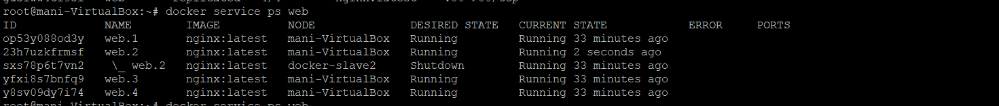 root@mani-VirtualBox:~# docker service ps web
ID NAME IMAGE NODE DESIRED STATE CURRENT STATE ERROR PORTS
op53y088od3y web.1 nginx:latest mani-VirtualBox Running Running 33 minutes ago
23h7uzkfrmsf web.2 nginx:latest mani-VirtualBox Running Running 2 seconds ago
sxs78p6t7vn2 \_ web.2 nginx:latest docker-slave2 Shutdown Running 33 minutes ago
yfxi8s7bnfq9 web.3 nginx:latest mani-VirtualBox Running Running 33 minutes ago
y8sv09dy7i74 web.4 nginx:latest mani-VirtualBox Running Running 33 minutes ago
root@mani-VirtualBox:~# docker service ps web